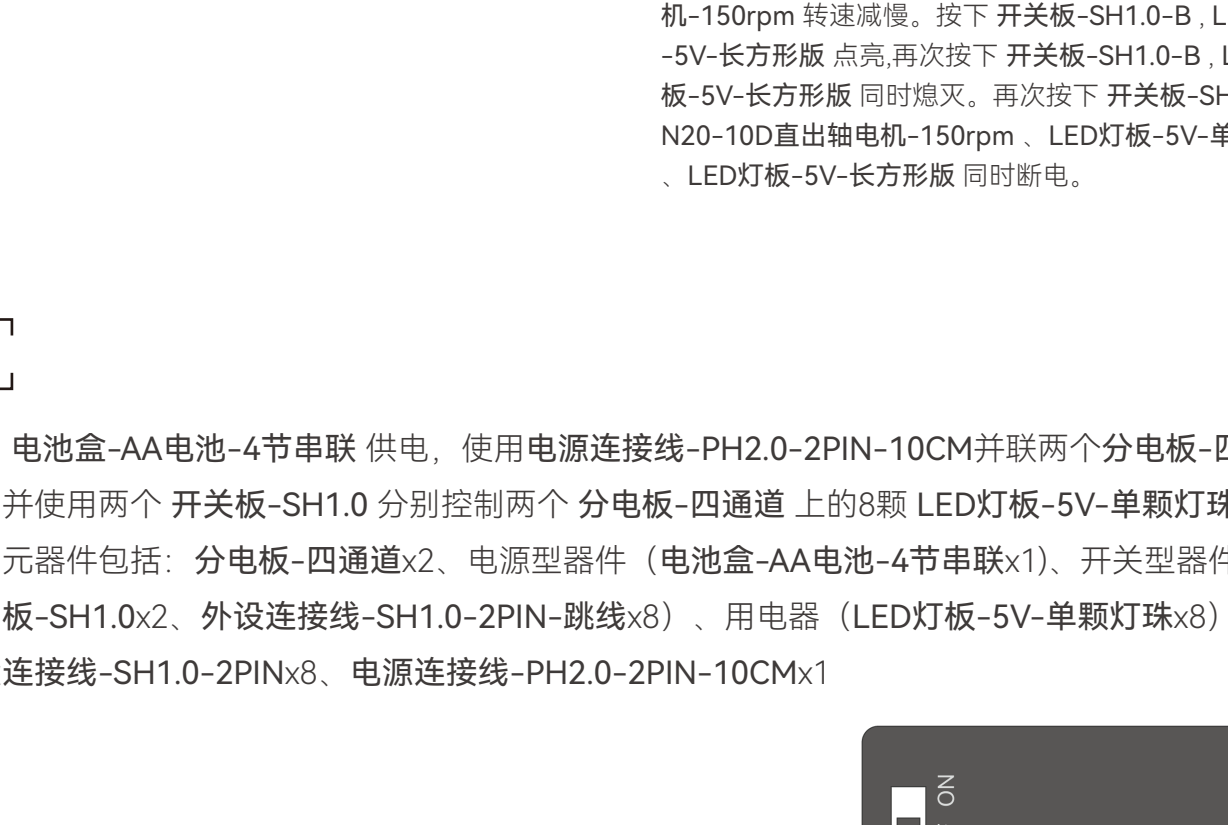 机-150rpm 转速减慢。按下 开关板-SH1.0-B , L
-5V-长方形版 点亮,再次按下 开关板-SH1.0-B , L
板-5V-长方形版 同时熄灭。再次按下 开关板-SH
N20-10D直出轴电机-150rpm 、LED灯板-5V-单
、LED灯板-5V-长方形版 同时断电。
电池盒-AA电池-4节串联 供电，使用电源连接线-PH2.0-2PIN-10CM并联两个分电板-四
并使用两个 开关板-SH1.0 分别控制两个 分电板-四通道 上的8颗 LED灯板-5V-单颗灯珠
元器件包括：分电板-四通道x2、电源型器件（电池盒-AA电池-4节串联x1)、开关型器件
板-SH1.0x2、外设连接线-SH1.0-2PIN-跳线x8）、用电器（LED灯板-5V-单颗灯珠x8）
连接线-SH1.0-2PINx8、电源连接线-PH2.0-2PIN-10CMx1
ON